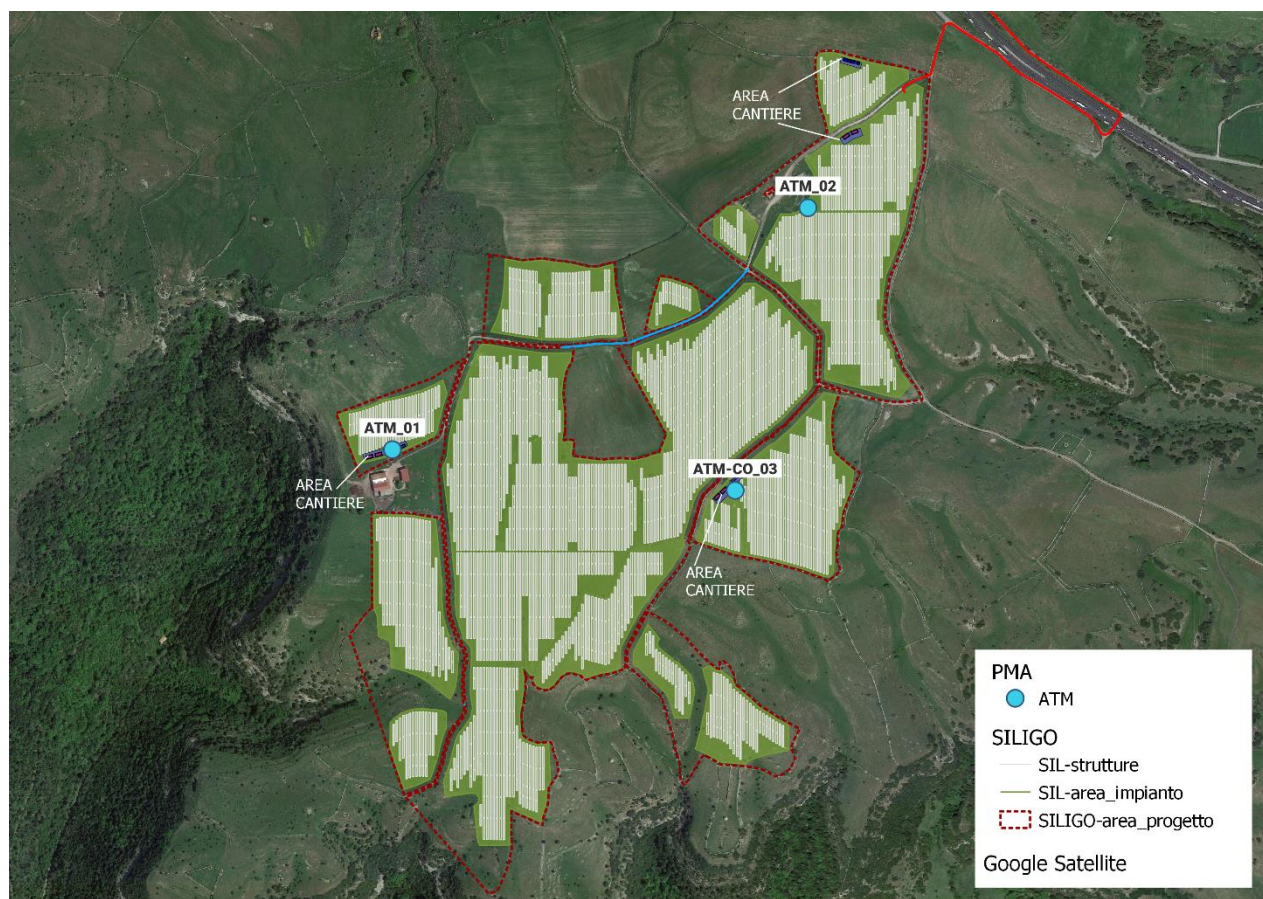 AREA
CANTIERE
ATM_02
ATM_01
AREA
CANTIERE
ATM-CO_03
AREA
CANTIERE
PMA
ATM
SILIGO
SIL-strutture
SIL-area_impianto
SILIGO-area_progetto
Google Satellite